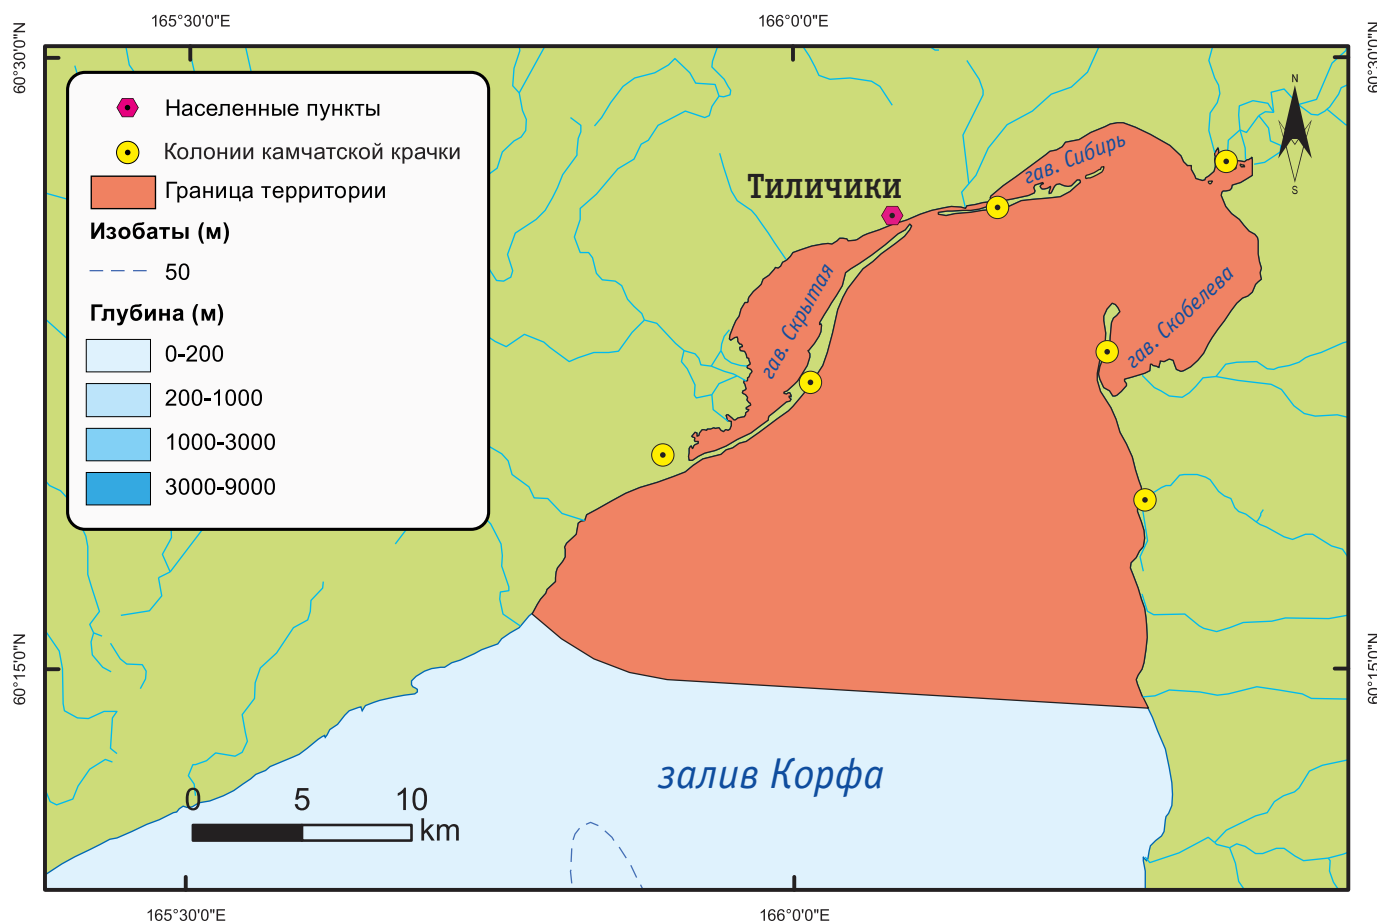 165°30'0"E
166°0'0"E
60°30'0"N
60°30'0"N
Населенные пункты
Колонии камчатской крачки
Граница территории
Изобаты (м)
50
Глубина (м)
0-200
200-1000
1000-3000
3000-9000
N
S
гав. Сибирь
Тиличики
гав. Скрытая
гав. Скобелева
60°15'0"N
60°15'0"N
залив Корфа
0 5 10
km
165°30'0"E
166°0'0"E